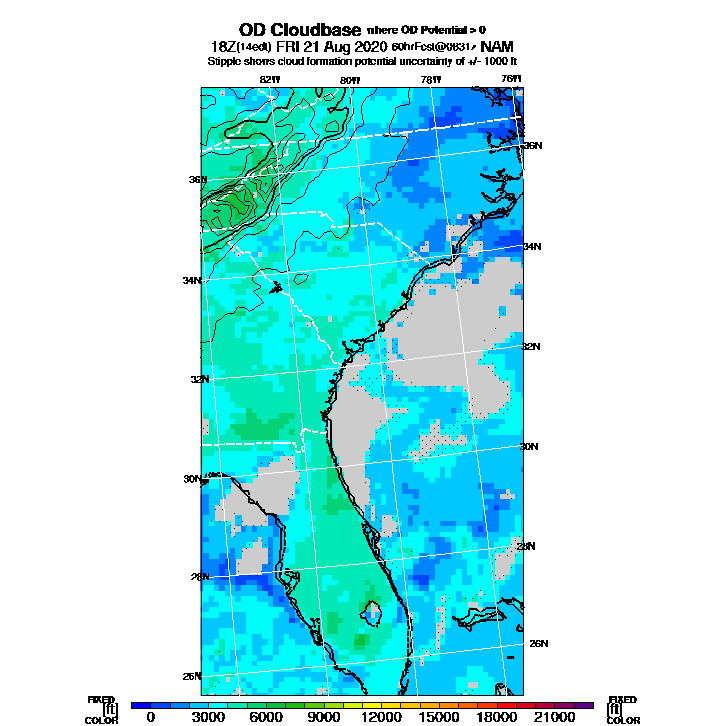 OD Cloudbase where OD Potential > 0
18Z(14edt) FRI 21 Aug 2020 60hrFcst@0631z NAM
Stipple shows cloud formation potential uncertainty of +/- 1000 ft
82W 80W 78W 76W
36N
36N
34N
34N
32N
32N
30N
30N
28N
28N
26N
26N
FIXED FIXED
[ft] [ft]
COLOR COLOR
0 3000 6000 9000 12000 15000 18000 21000